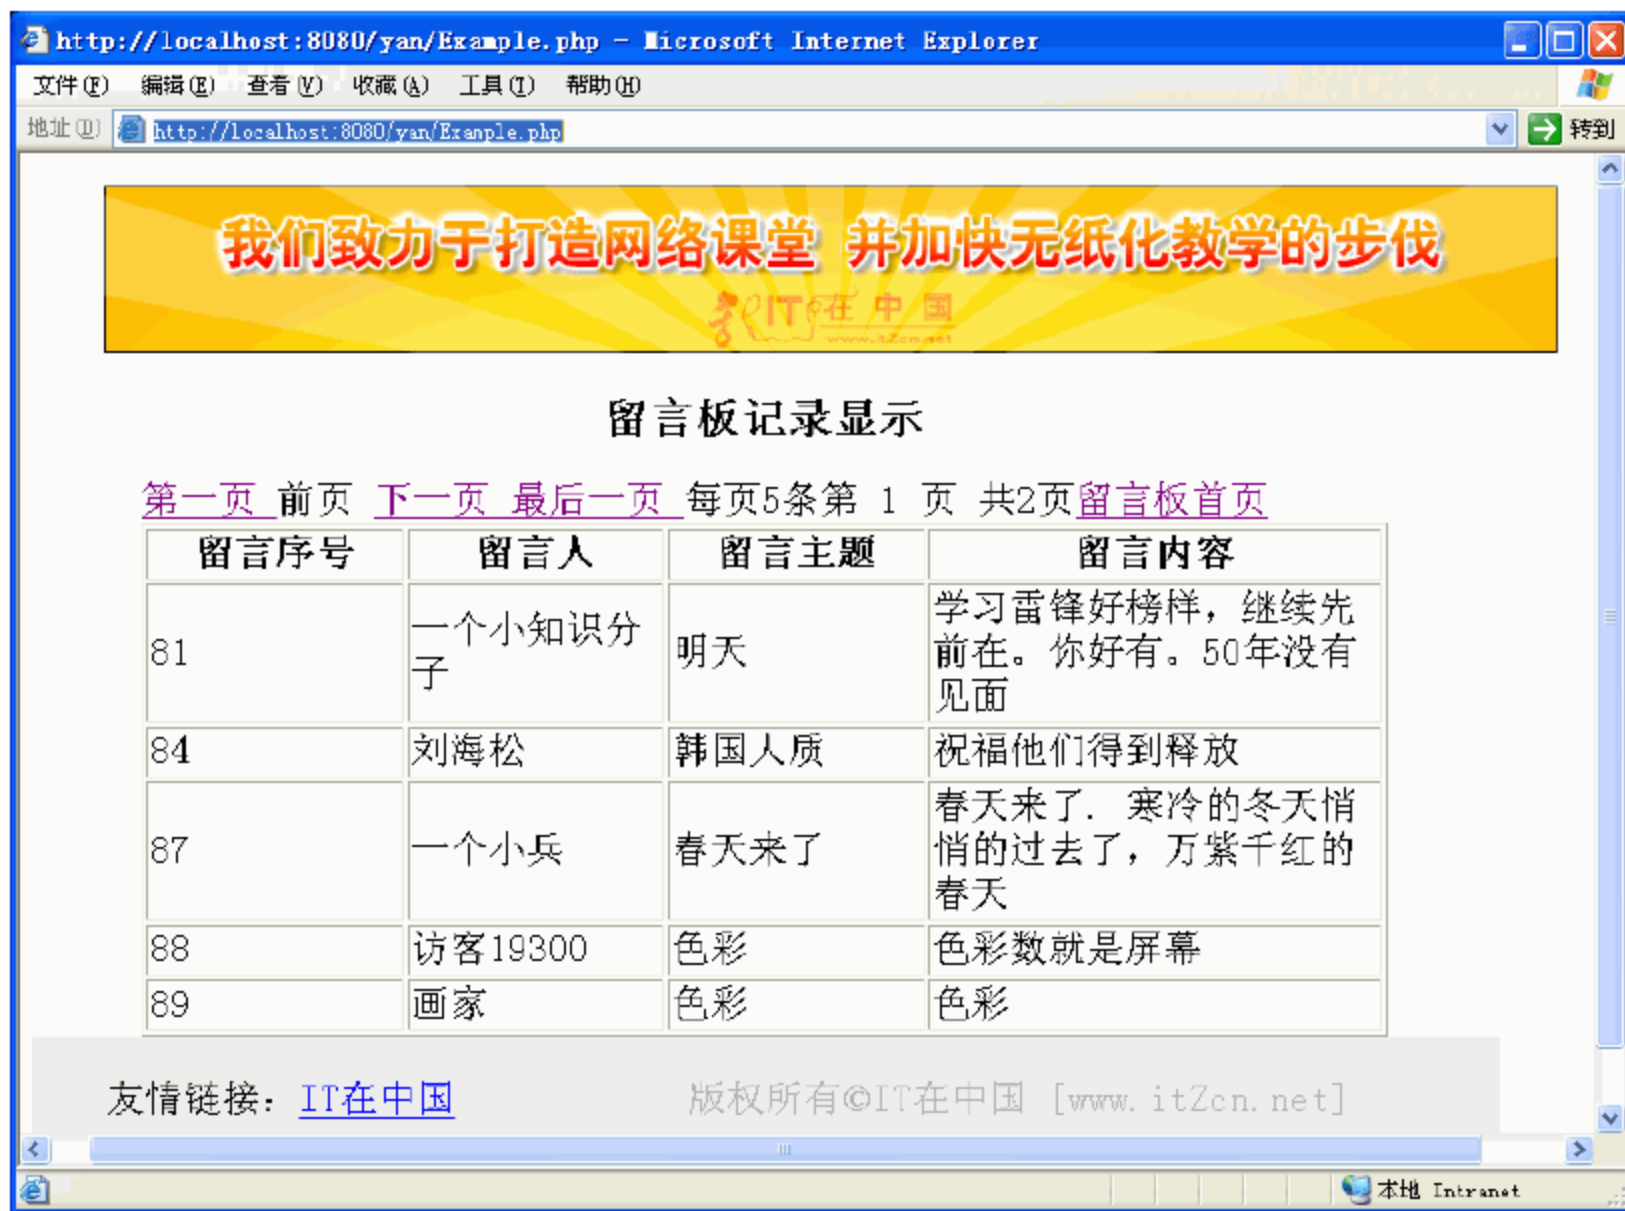 http://localhost:8080/yan/Example.php - Microsoft Internet Explorer
文件(F) 编辑(E) 查看(V) 收藏(A) 工具(T) 帮助(H)
地址(D) http://localhost:8080/yan/Example.php 转到
我们致力于打造网络课堂 并加快无纸化教学的步伐
IT在中国
www.itZcn.net
留言板记录显示
第一页 前页 下一页 最后一页 每页5条第 1 页 共2页留言板首页
留言序号 留言人 留言主题 留言内容
81 一个小知识分子 明天 学习雷锋好榜样，继续先前在。你好有。50年没有见面
84 刘海松 韩国人质 祝福他们得到释放
87 一个小兵 春天来了 春天来了. 寒冷的冬天悄悄的过去了，万紫千红的春天
88 访客19300 色彩 色彩数就是屏幕
89 画家 色彩 色彩
友情链接：IT在中国 版权所有©IT在中国 [www.itZcn.net]
本地 Intranet